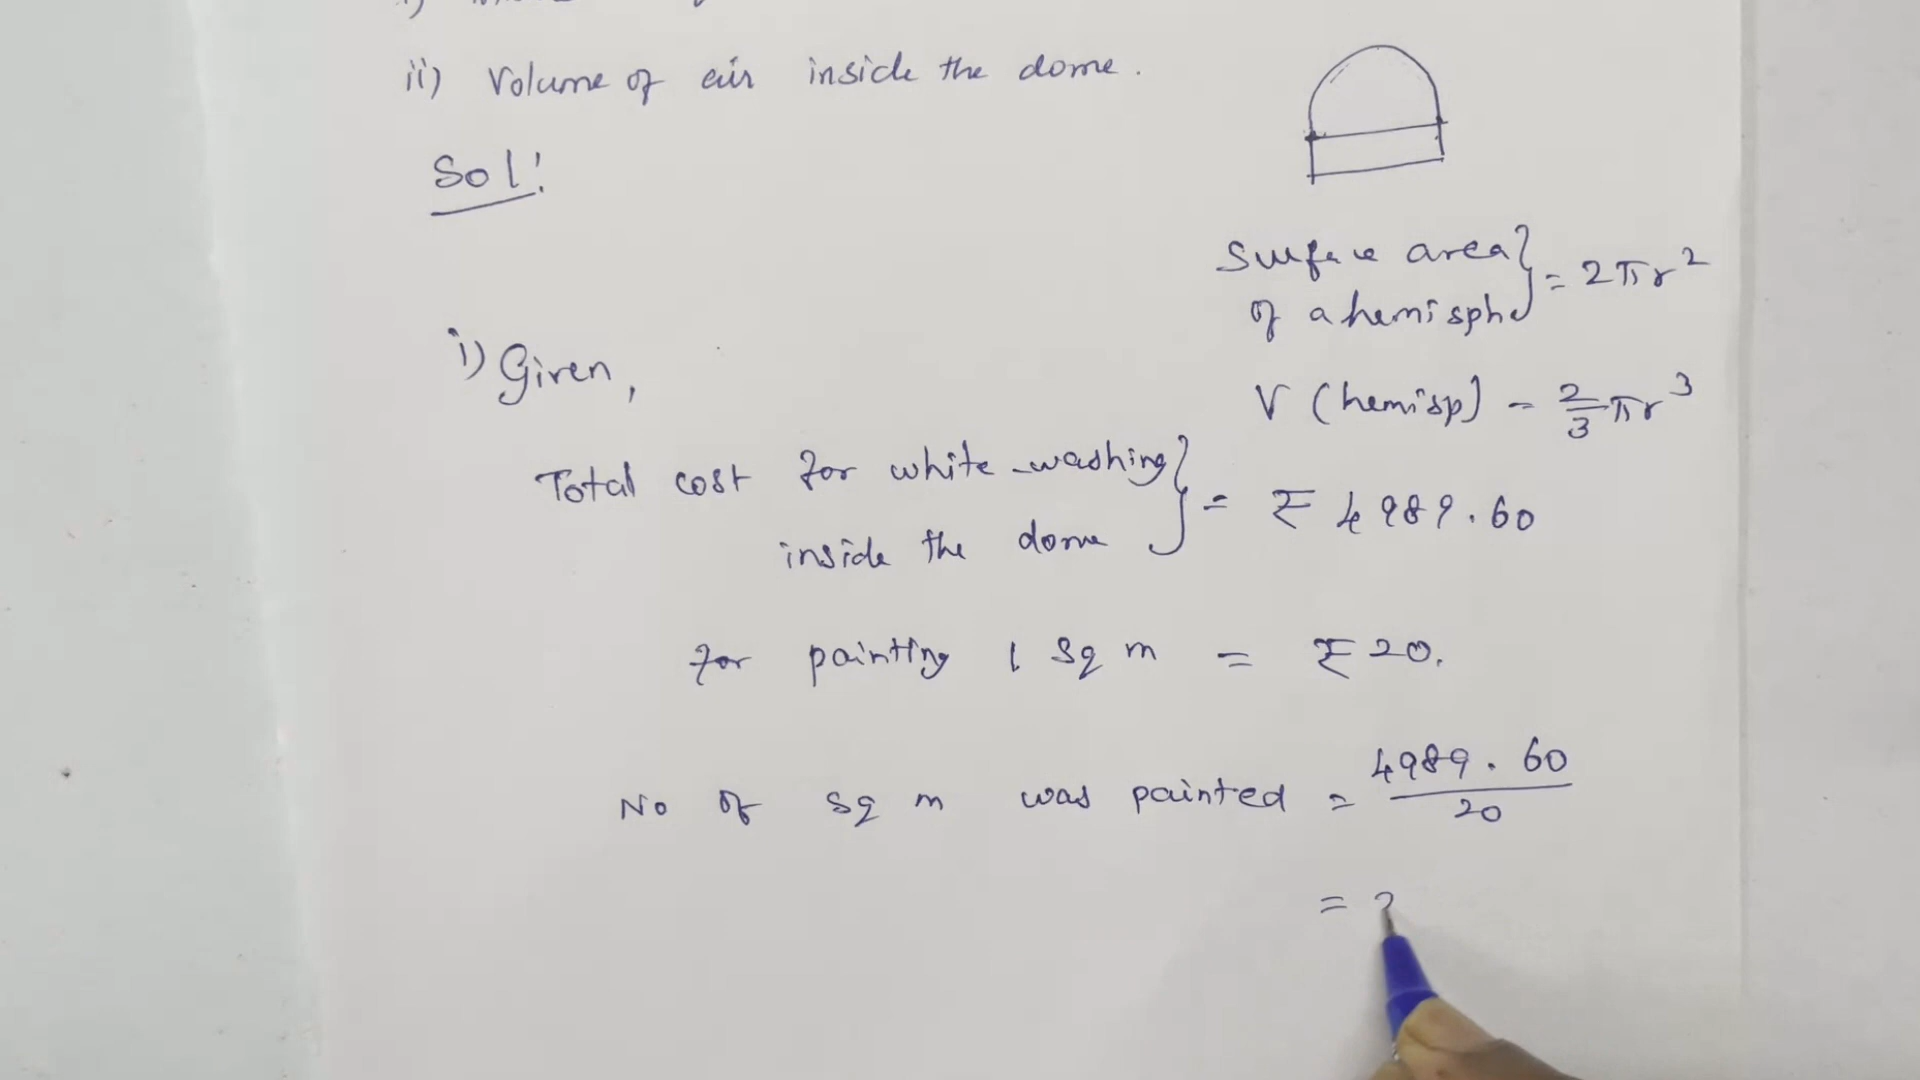 ii) Volume of air inside the dome.
Sol:
Surface area
of a hemisphe } = 2πr²
i) Given,
V (hemisp) = 2/3 πr³
Total cost for white-washing
inside the dome } = ₹ 4989.60
for painting 1 sq m = ₹ 20.
No of sq m was painted = 4989.60 / 20
= 2